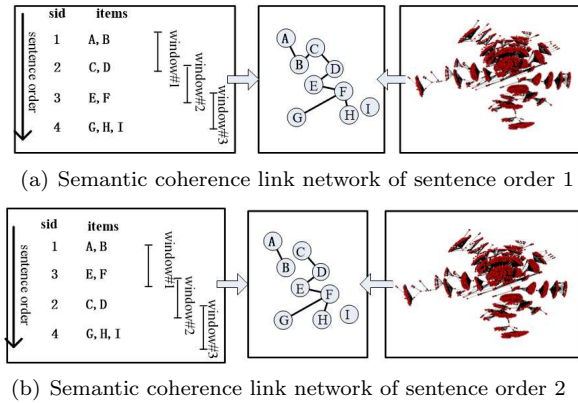 sentence order
sid items
1 A, B
2 C, D
3 E, F
4 G, H, I
window#1
window#2
window#3
A
B
C
D
E
F
G
H
I
(a) Semantic coherence link network of sentence order 1
sentence order
sid items
1 A, B
3 E, F
2 C, D
4 G, H, I
window#1
window#2
window#3
A
B
C
D
E
F
G
H
I
(b) Semantic coherence link network of sentence order 2